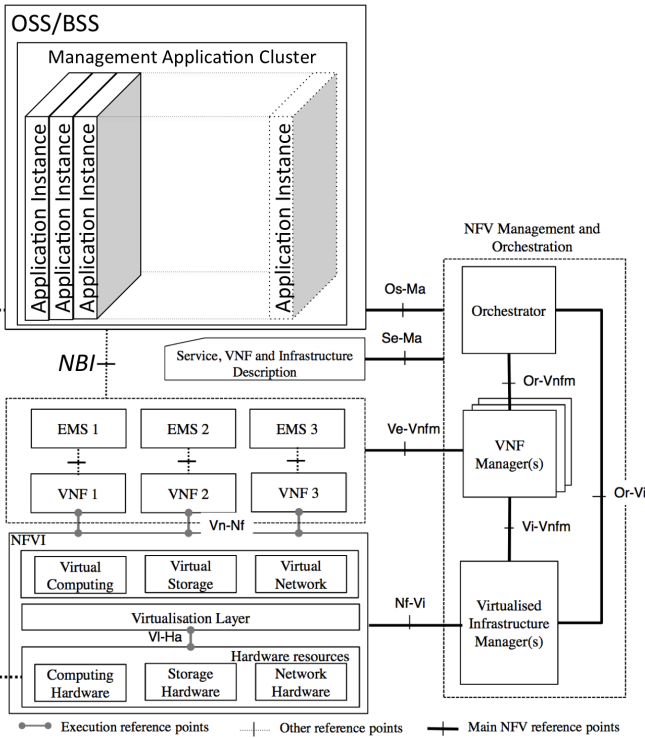 OSS/BSS
Management Application Cluster
Application Instance
Application Instance
Application Instance
Application Instance
NFV Management and
Orchestration
Os-Ma
Orchestrator
Se-Ma
Service, VNF and Infrastructure
Description
NBI
Or-Vnfm
EMS 1
EMS 2
EMS 3
Ve-Vnfm
VNF
Manager(s)
VNF 1
VNF 2
VNF 3
Or-Vi
Vn-Nf
Vi-Vnfm
NFVI
Virtual
Computing
Virtual
Storage
Virtual
Network
Nf-Vi
Virtualised
Infrastructure
Manager(s)
Virtualisation Layer
Vl-Ha
Hardware resources
Computing
Hardware
Storage
Hardware
Network
Hardware
Execution reference points
Other reference points
Main NFV reference points